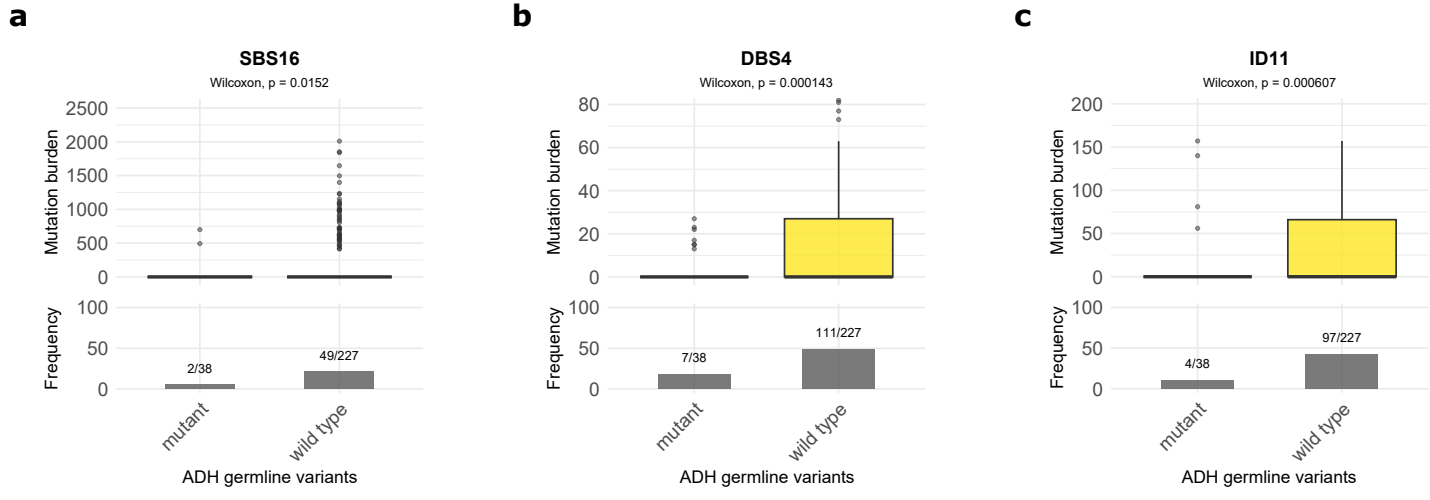 a
SBS16
Wilcoxon, p = 0.0152
Mutation burden
2500
2000
1500
1000
500
0
Frequency
100
50
0
2/38
49/227
mutant
wild type
ADH germline variants
b
DBS4
Wilcoxon, p = 0.000143
Mutation burden
80
60
40
20
0
Frequency
100
50
0
7/38
111/227
mutant
wild type
ADH germline variants
c
ID11
Wilcoxon, p = 0.000607
Mutation burden
200
150
100
50
0
Frequency
100
50
0
4/38
97/227
mutant
wild type
ADH germline variants